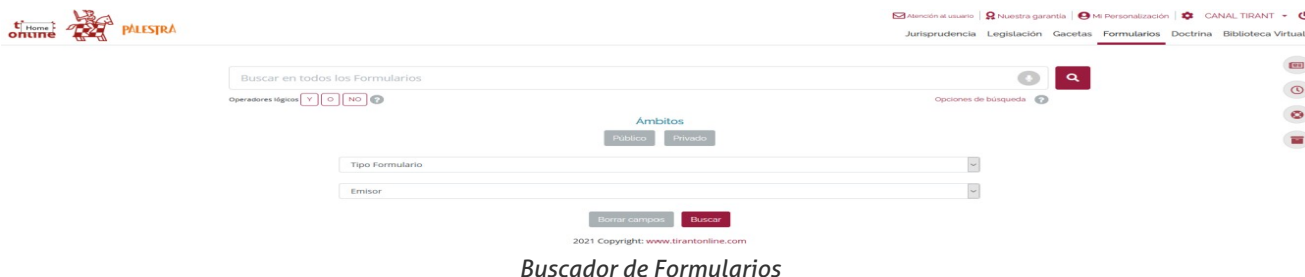 Atención al usuario | Nuestra garantía | Mi Personalización | CANAL TIRANT
tirant Home
online PALESTRA
Jurisprudencia Legislación Gacetas Formularios Doctrina Biblioteca Virtual
Buscar en todos los Formularios
Operadores lógicos Y O NO ?
Opciones de búsqueda ?
Ámbitos
Público Privado
Tipo Formulario
Emisor
Borrar campos Buscar
2021 Copyright: www.tirantonline.com
Buscador de Formularios